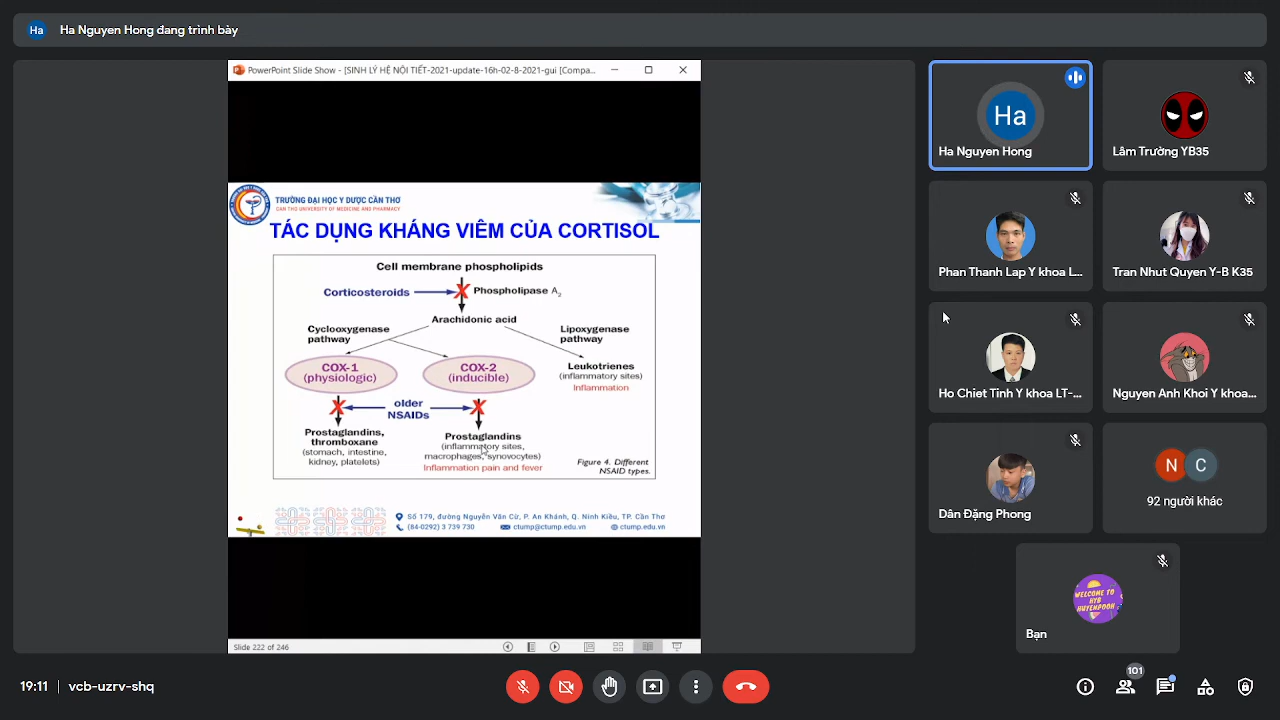 Ha
Ha Nguyen Hong đang trình bày
PowerPoint Slide Show - [SINH LÝ HỆ NỘI TIẾT-2021-update-16h-02-8-2021-gui [Compa...
TRƯỜNG ĐẠI HỌC Y DƯỢC CẦN THƠ
CAN THO UNIVERSITY OF MEDICINE AND PHARMACY
TÁC DỤNG KHÁNG VIÊM CỦA CORTISOL
Cell membrane phospholipids
Corticosteroids
Phospholipase A2
Arachidonic acid
Cyclooxygenase
pathway
Lipoxygenase
pathway
COX-1
(physiologic)
COX-2
(inducible)
Leukotrienes
(inflammatory sites)
Inflammation
older
NSAIDs
Prostaglandins,
thromboxane
(stomach, intestine,
kidney, platelets)
Prostaglandins
(inflammatory sites,
macrophages, synovocytes)
Inflammation pain and fever
Figure 4. Different
NSAID types.
Số 179, đường Nguyễn Văn Cừ, P. An Khánh, Q. Ninh Kiều, TP. Cần Thơ
(84-0292) 3 739 730
ctump@ctump.edu.vn
ctump.edu.vn
Slide 222 of 246
Ha
Ha Nguyen Hong
Lâm Trường YB35
Phan Thanh Lap Y khoa L...
Tran Nhut Quyen Y-B K35
Ho Chiet Tinh Y khoa LT-...
Nguyen Anh Khoi Y khoa...
Dân Đặng Phong
N
C
92 người khác
WELCOME TO
HYB
HUYENPOOH
Bạn
19:11 | vcb-uzrv-shq
101